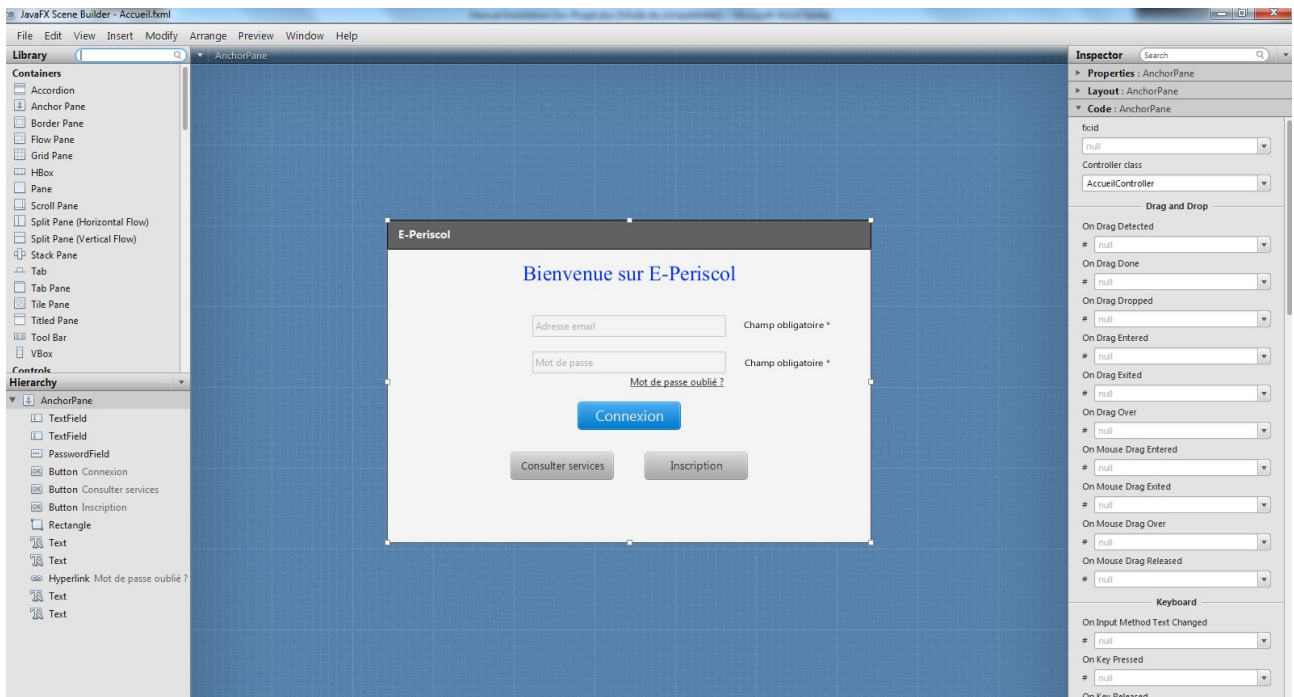 JavaFX Scene Builder - Accueil.fxml
File Edit View Insert Modify Arrange Preview Window Help
Library
AnchorPane
Containers
Accordion
Anchor Pane
Border Pane
Flow Pane
Grid Pane
HBox
Pane
Scroll Pane
Split Pane (Horizontal Flow)
Split Pane (Vertical Flow)
Stack Pane
Tab
Tab Pane
Tile Pane
Titled Pane
Tool Bar
VBox
Controls
Hierarchy
AnchorPane
TextField
TextField
PasswordField
Button Connexion
Button Consulter services
Button Inscription
Rectangle
Text
Text
Hyperlink Mot de passe oublié ?
Text
Text
E-Periscol
Bienvenue sur E-Periscol
Adresse email Champ obligatoire *
Mot de passe Champ obligatoire *
Mot de passe oublié ?
Connexion
Consulter services Inscription
Inspector Search
Properties : AnchorPane
Layout : AnchorPane
Code : AnchorPane
fx:id
null
Controller class
AccueilController
Drag and Drop
On Drag Detected
# null
On Drag Done
# null
On Drag Dropped
# null
On Drag Entered
# null
On Drag Exited
# null
On Drag Over
# null
On Mouse Drag Entered
# null
On Mouse Drag Exited
# null
On Mouse Drag Over
# null
On Mouse Drag Released
# null
Keyboard
On Input Method Text Changed
# null
On Key Pressed
# null
On Key Released